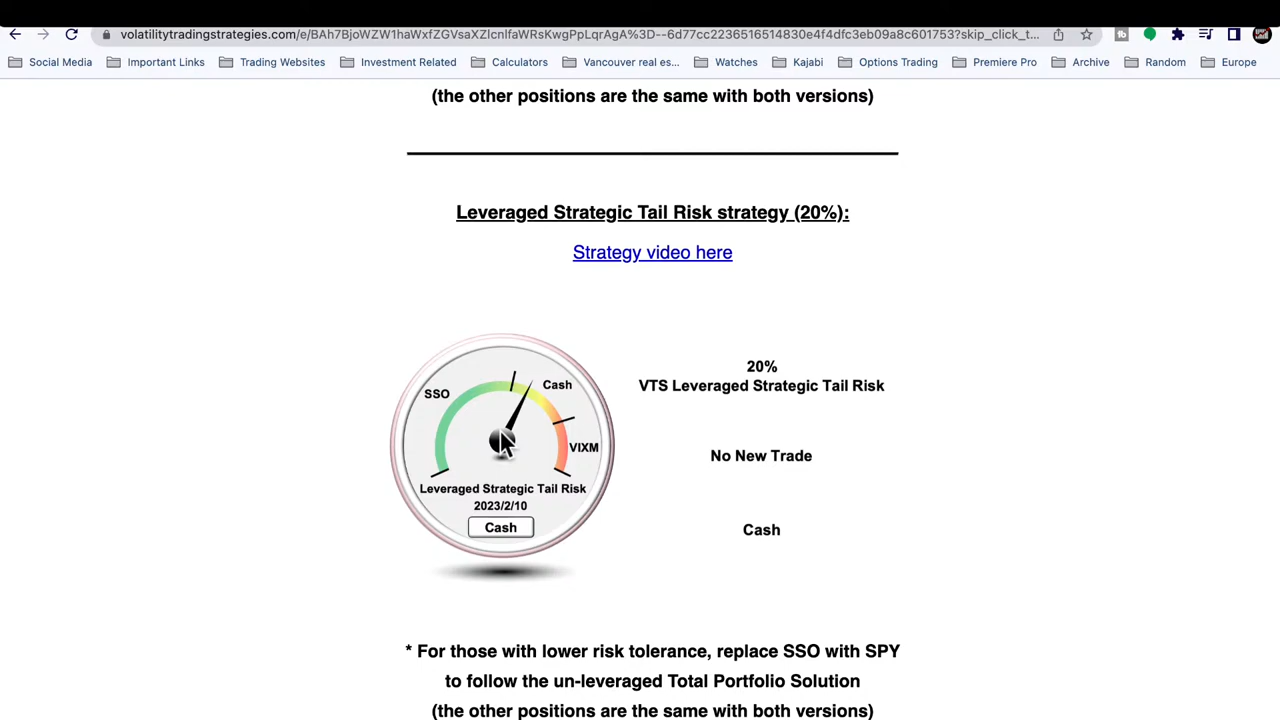 volatilitytradingstrategies.com/e/BAh7BjoWZW1haWxfZGVsaXZlcnlfaWRsKwgPpLqrAgA%3D--6d77cc2236516514830e4f4dfc3eb09a8c601753?skip_click_t...
Social Media Important Links Trading Websites Investment Related Calculators Vancouver real es... Watches Kajabi Options Trading Premiere Pro Archive Random Europe
(the other positions are the same with both versions)
Leveraged Strategic Tail Risk strategy (20%):
Strategy video here
SSO
Cash
VIXM
Leveraged Strategic Tail Risk
2023/2/10
Cash
20%
VTS Leveraged Strategic Tail Risk
No New Trade
Cash
* For those with lower risk tolerance, replace SSO with SPY
to follow the un-leveraged Total Portfolio Solution
(the other positions are the same with both versions)